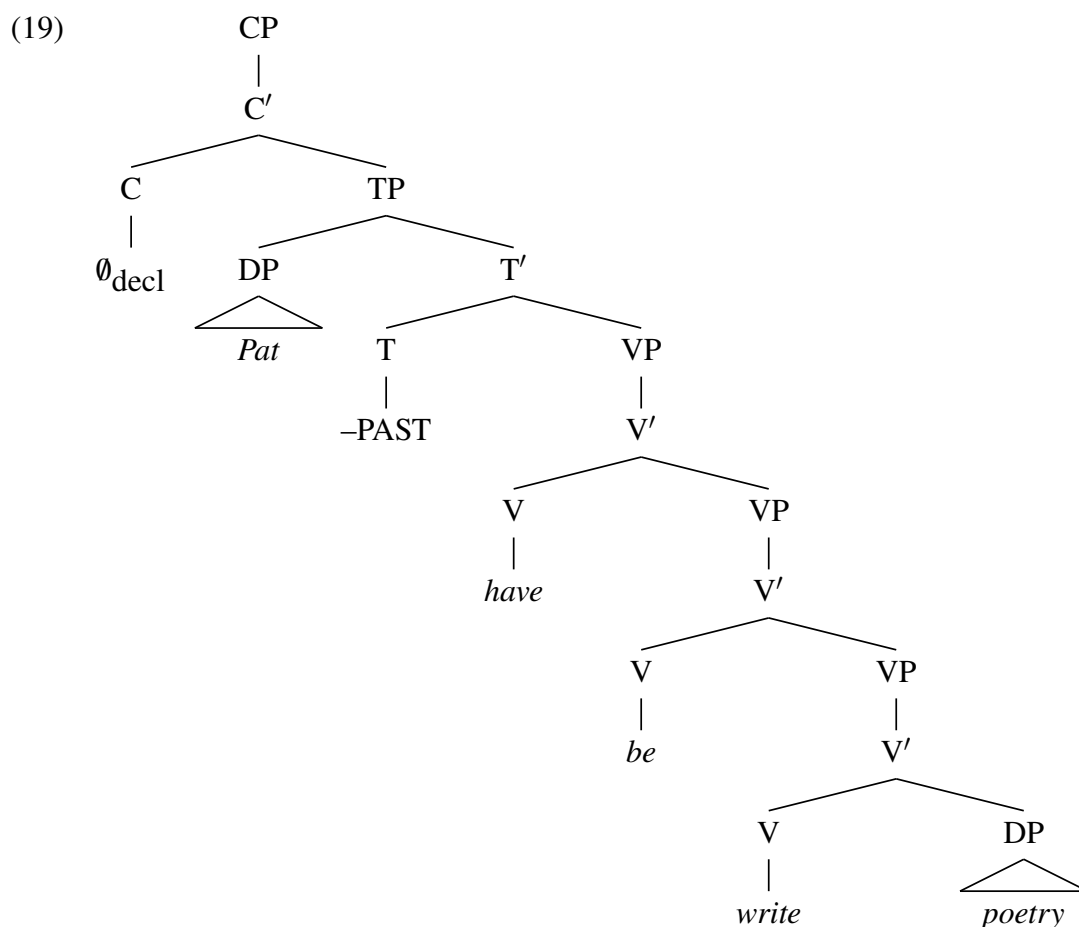 (19) CP
C′
C TP
∅decl DP T′
Pat T VP
–PAST V′
V VP
have V′
V VP
be V′
V DP
write poetry